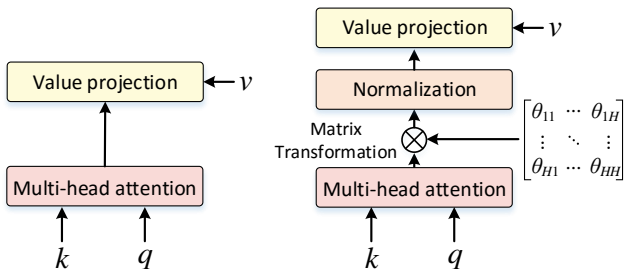 Value projection
v
Multi-head attention
k q
Value projection
v
Normalization
Matrix
Transformation
θ11 ⋯ θ1H
⋮ ⋱ ⋮
θH1 ⋯ θHH
Multi-head attention
k q